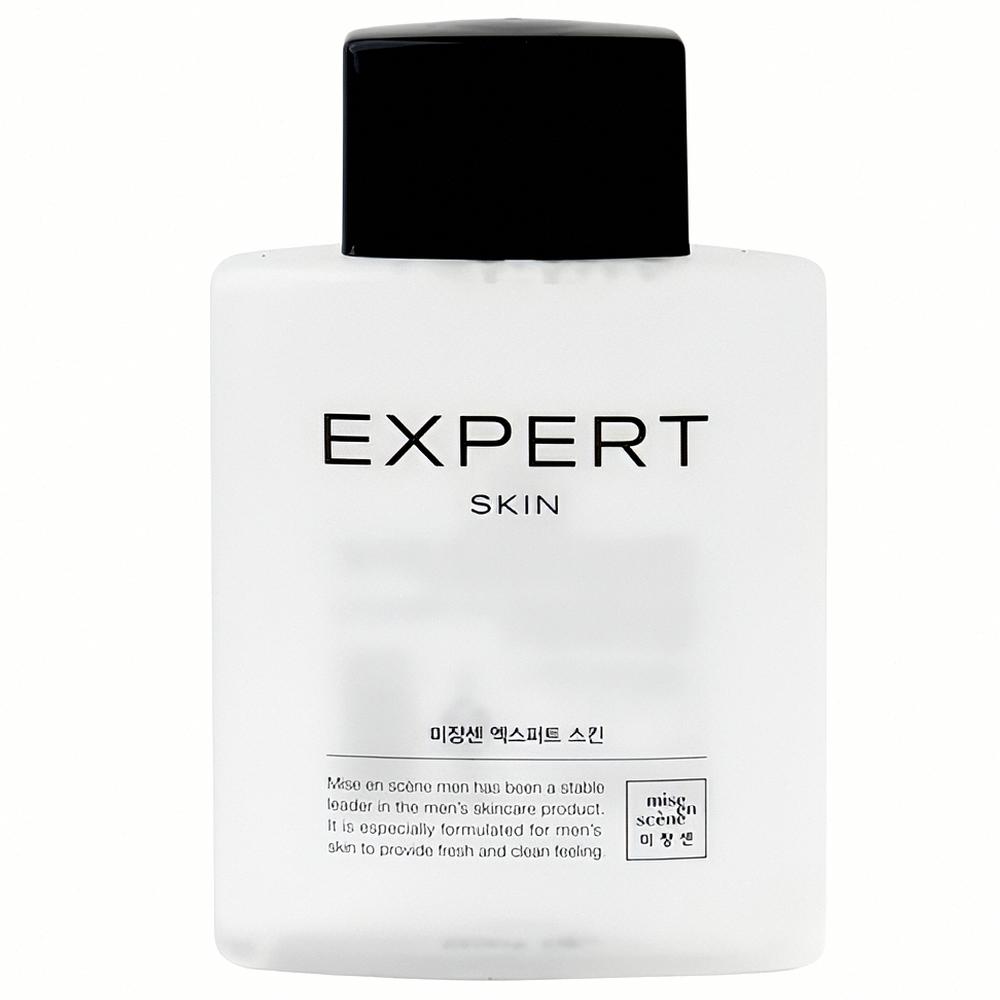 EXPERT
SKIN
미쟝센 엑스퍼트 스킨
Mise en scène men has been a stable
leader in the men's skincare product.
It is especially formulated for men's
skin to provide fresh and clean feeling.
mise
en
scène
미쟝센